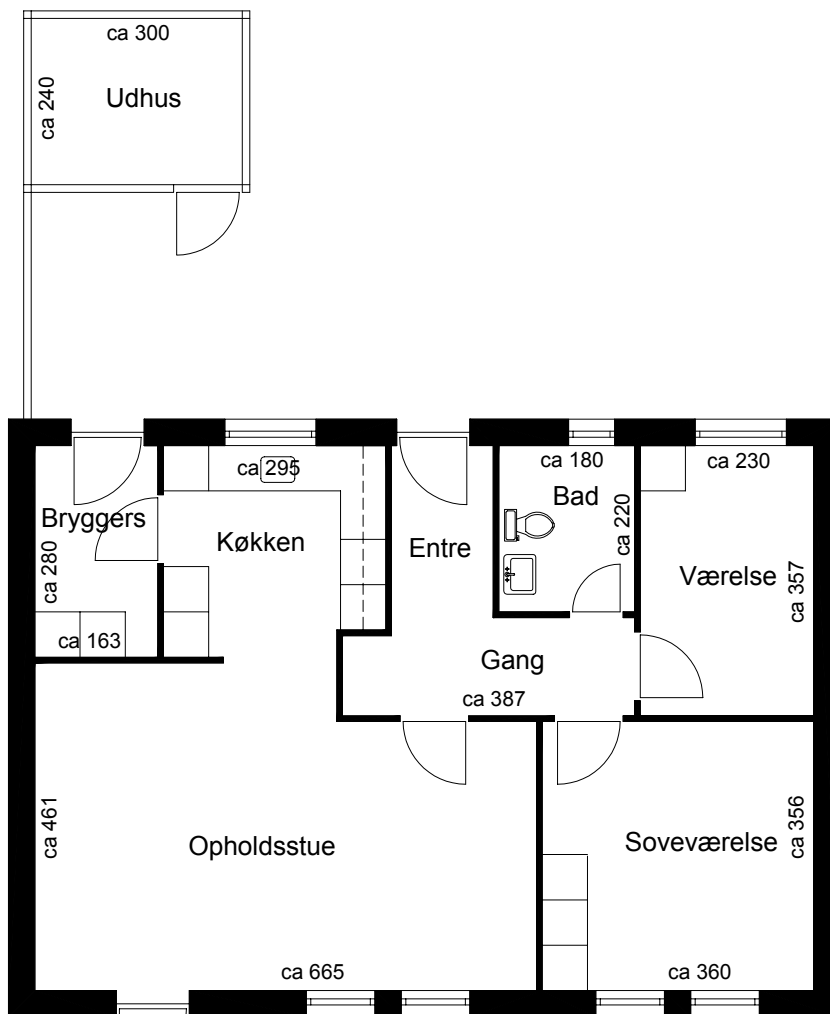 ca 300
ca 240
Udhus
ca 295
ca 180
ca 230
Bryggers
Køkken
Entre
Bad
ca 220
ca 280
Værelse
ca 357
ca 163
Gang
ca 387
ca 461
Opholdsstue
Soveværelse
ca 356
ca 665
ca 360